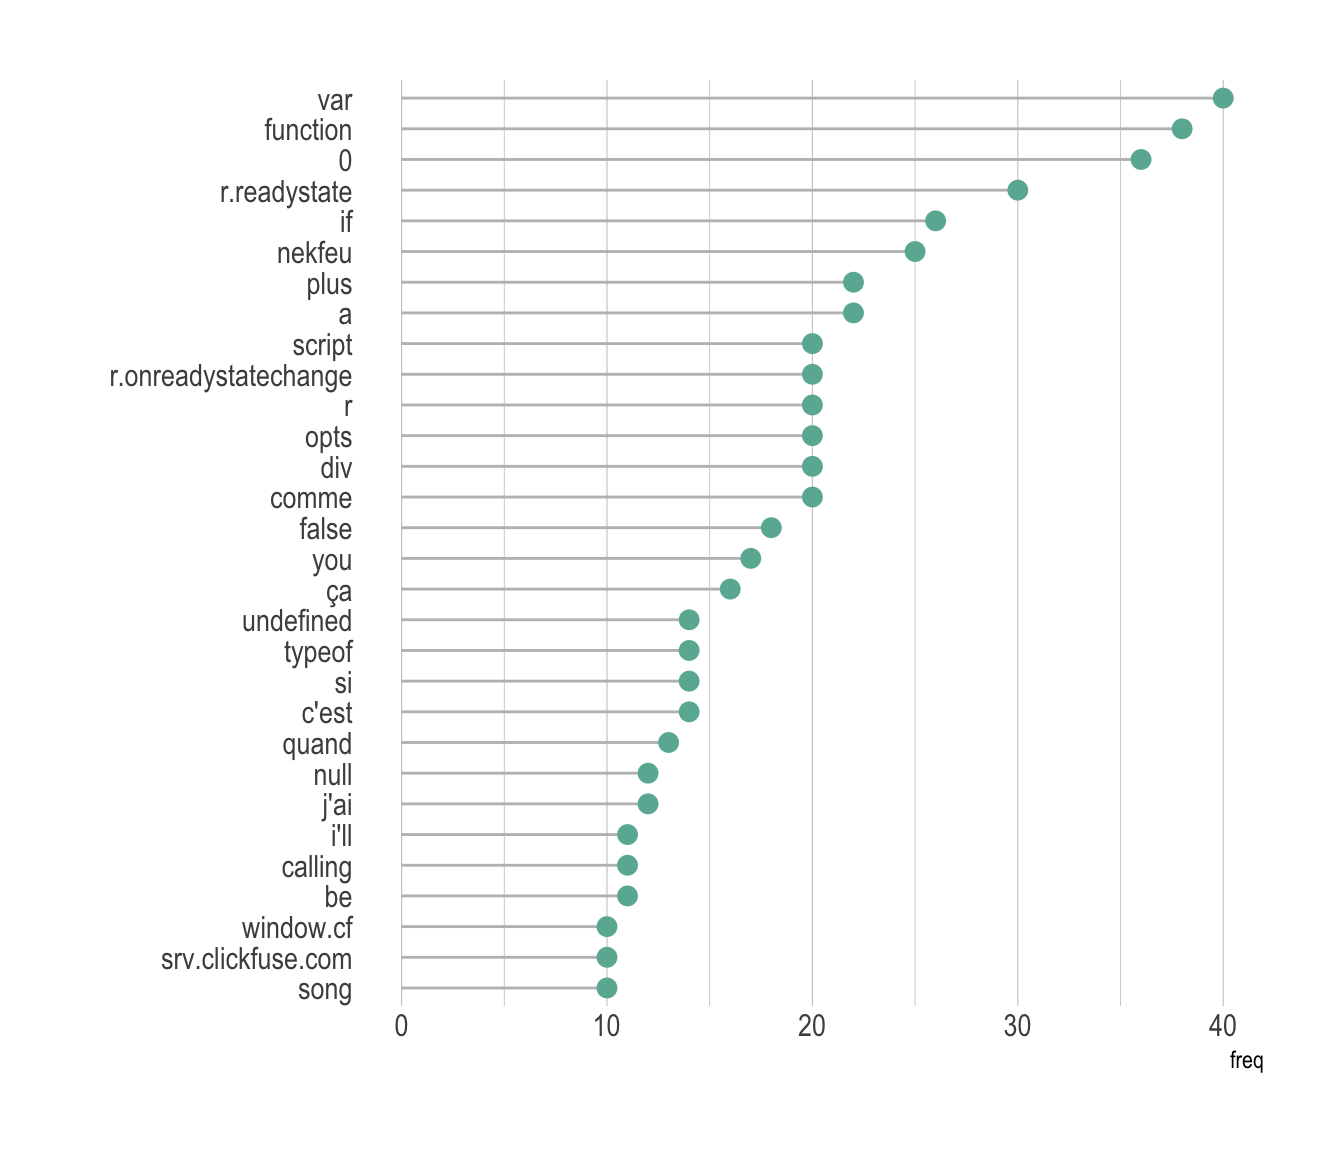 var
function
0
r.readystate
if
nekfeu
plus
a
script
r.onreadystatechange
r
opts
div
comme
false
you
ça
undefined
typeof
si
c'est
quand
null
j'ai
i'll
calling
be
window.cf
srv.clickfuse.com
song
0 10 20 30 40
freq